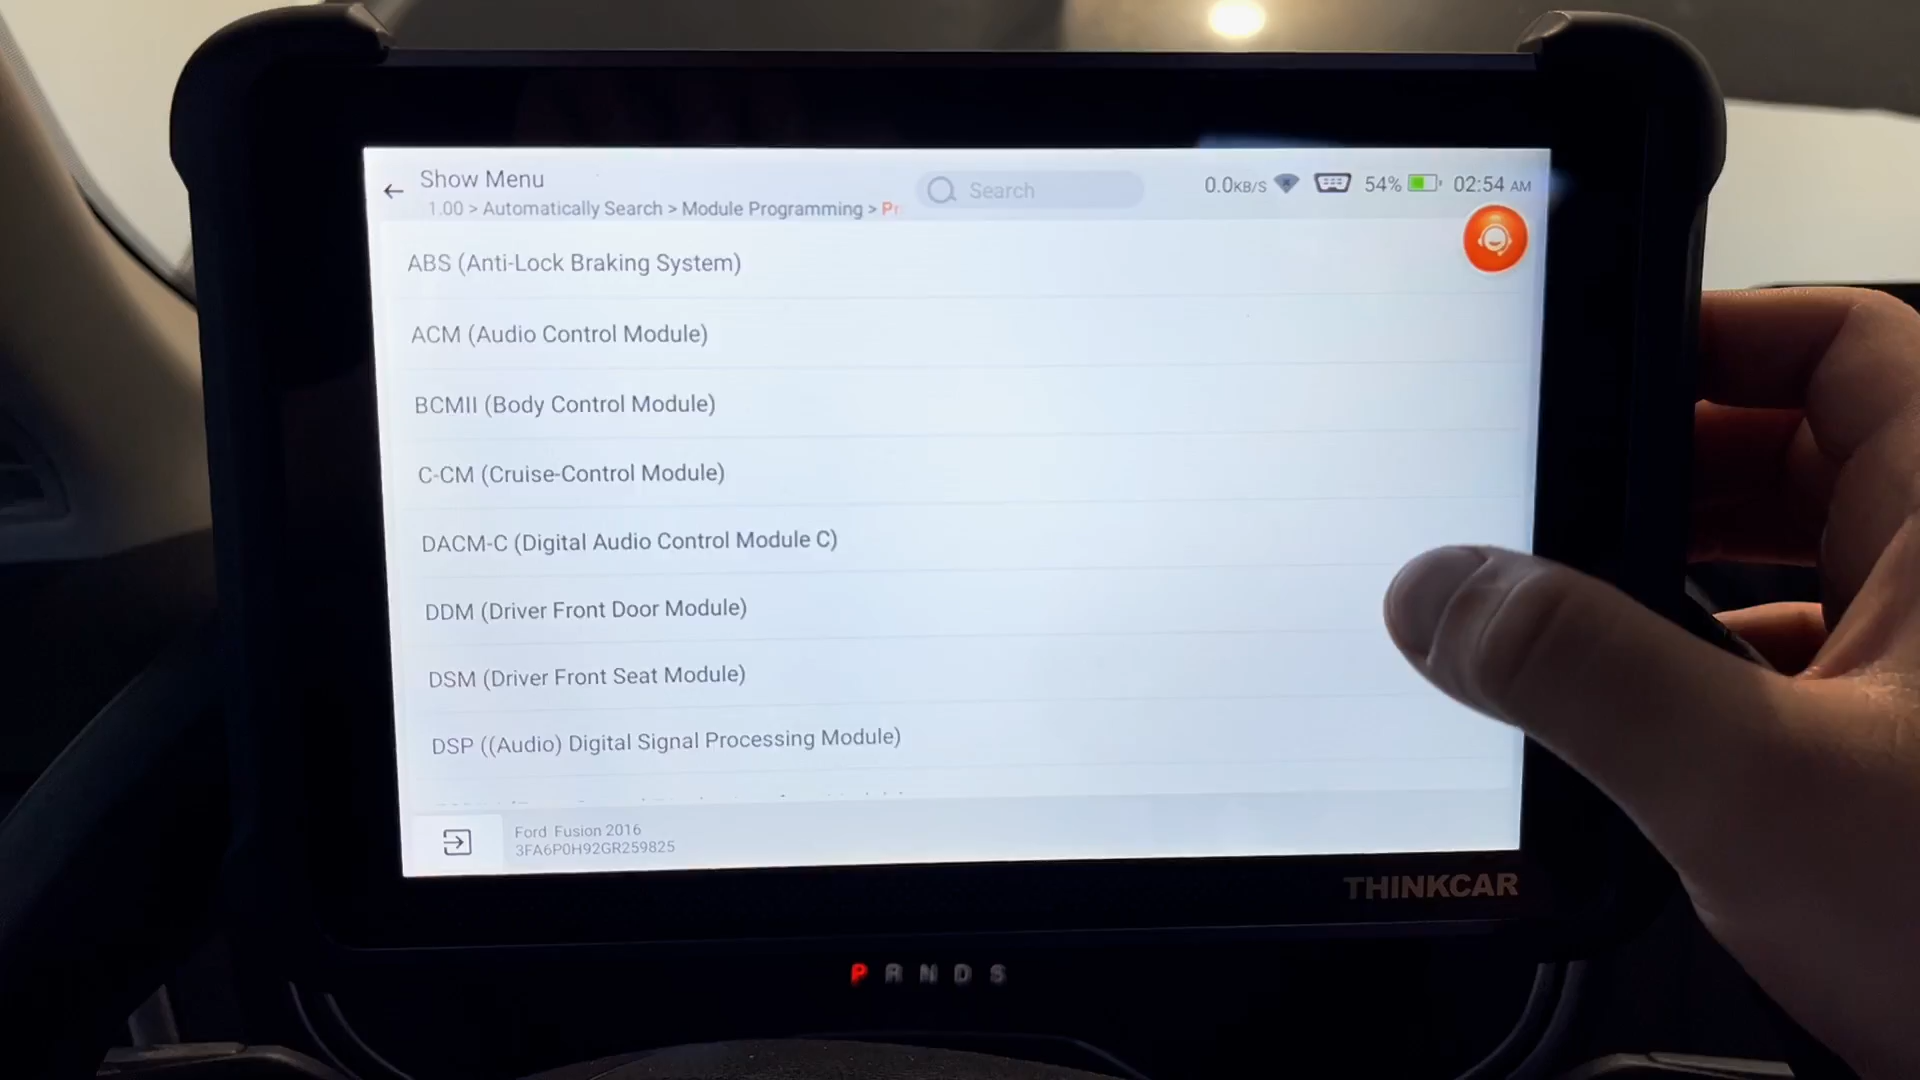 Show Menu
1.00 > Automatically Search > Module Programming > Pr
Search
0.0KB/S
54%
02:54 AM
ABS (Anti-Lock Braking System)
ACM (Audio Control Module)
BCMII (Body Control Module)
C-CM (Cruise-Control Module)
DACM-C (Digital Audio Control Module C)
DDM (Driver Front Door Module)
DSM (Driver Front Seat Module)
DSP ((Audio) Digital Signal Processing Module)
Ford Fusion 2016
3FA6P0H92GR259825
THINKCAR
P R N D S